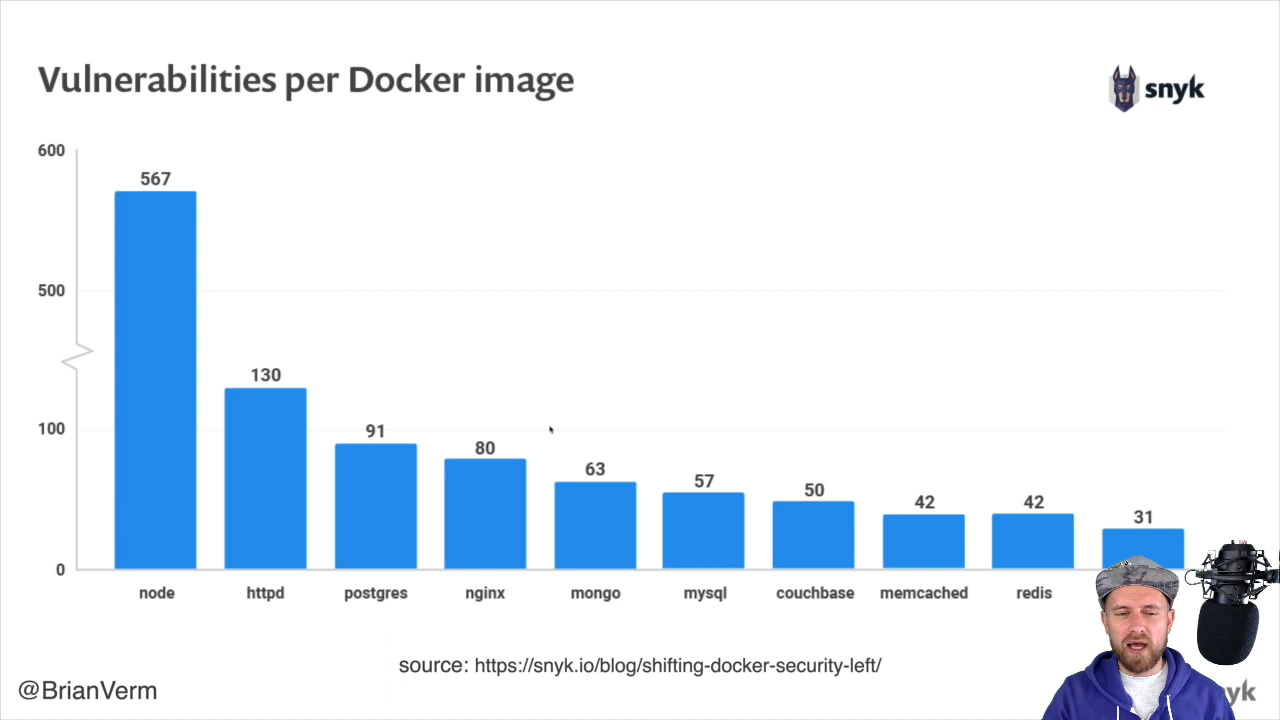 Vulnerabilities per Docker image
snyk
600
500
100
0
567
130
91
80
63
57
50
42
42
31
node
httpd
postgres
nginx
mongo
mysql
couchbase
memcached
redis
source: https://snyk.io/blog/shifting-docker-security-left/
@BrianVerm